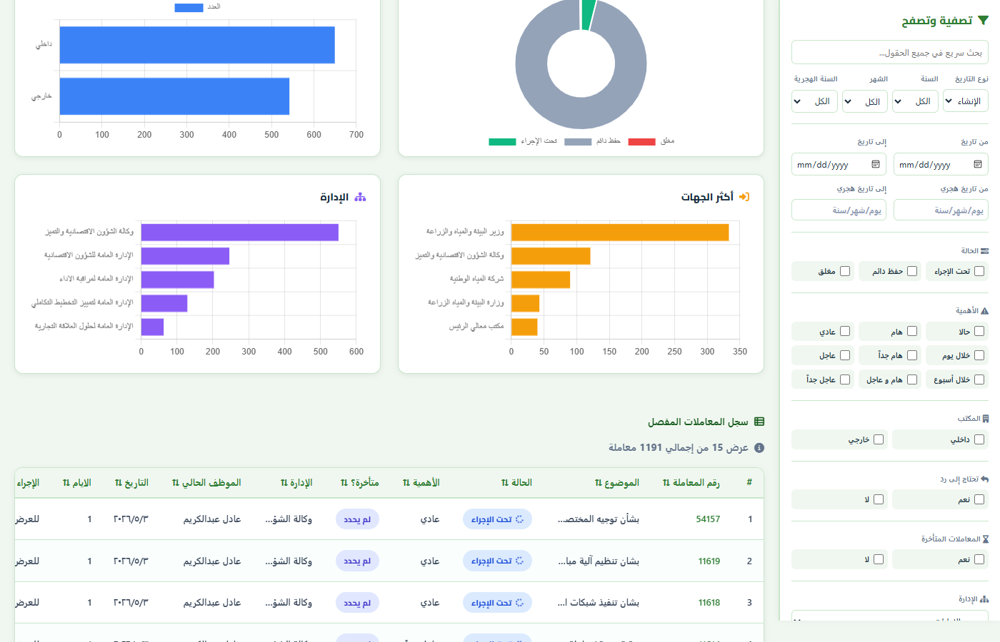 تصفية وتصفح
بحث سريع في جميع الحقول...
نوع التاريخ السنة الشهر السنة الهجرية
الإنشاء الكل الكل الكل
من تاريخ إلى تاريخ
mm/dd/yyyy mm/dd/yyyy
من تاريخ هجري إلى تاريخ هجري
يوم/شهر/سنة يوم/شهر/سنة
الحالة
تحت الإجراء حفظ دائم مغلق
الأهمية
حالا هام عادي
خلال يوم هام جداً عاجل
خلال أسبوع هام و عاجل عاجل جداً
المكتب
داخلي خارجي
تحتاج إلى رد
نعم لا
المعاملات المتأخرة
نعم لا
الإدارة
مغلق حفظ دائم تحت الإجراء
العدد
داخلي
خارجي
0 100 200 300 400 500 600 700
أكثر الجهات
وزير البيئة والمياه والزراعة
وكالة الشؤون الاقتصادية والتميز
شركة المياه الوطنية
وزارة البيئة والمياه الزراعة
مكتب معالي الرئيس
0 50 100 150 200 250 300 350
الإدارة
وكالة الشؤون الاقتصادية والتميز
الإدارة العامة للشؤون الاقتصادية
الإدارة العامة لمراقبة الاداء
الإدارة العامة لتمييز التخطيط التكاملي
الإدارة العامة لحلول العلاقة التجارية
0 100 200 300 400 500 600
سجل المعاملات المفصل
عرض 15 من إجمالي 1191 معاملة
# رقم المعاملة الموضوع الحالة الأهمية متأخرة؟ الإدارة الموظف الحالي التاريخ الايام الإجراء
1 54157 بشأن توجيه المختصـ... تحت الإجراء عادي لم يحدد وكالة الشؤ... عادل عبدالكريم ٢٠٢٦/٥/٣ 1 للعرض
2 11619 بشان تنظيم آلية مبا... تحت الإجراء عادي لم يحدد وكالة الشؤ... عادل عبدالكريم ٢٠٢٦/٥/٣ 1 للعرض
3 11618 بشان تنفيذ شبكات ا... تحت الإجراء عادي لم يحدد وكالة الشؤ... عادل عبدالكريم ٢٠٢٦/٥/٣ 1 للعرض